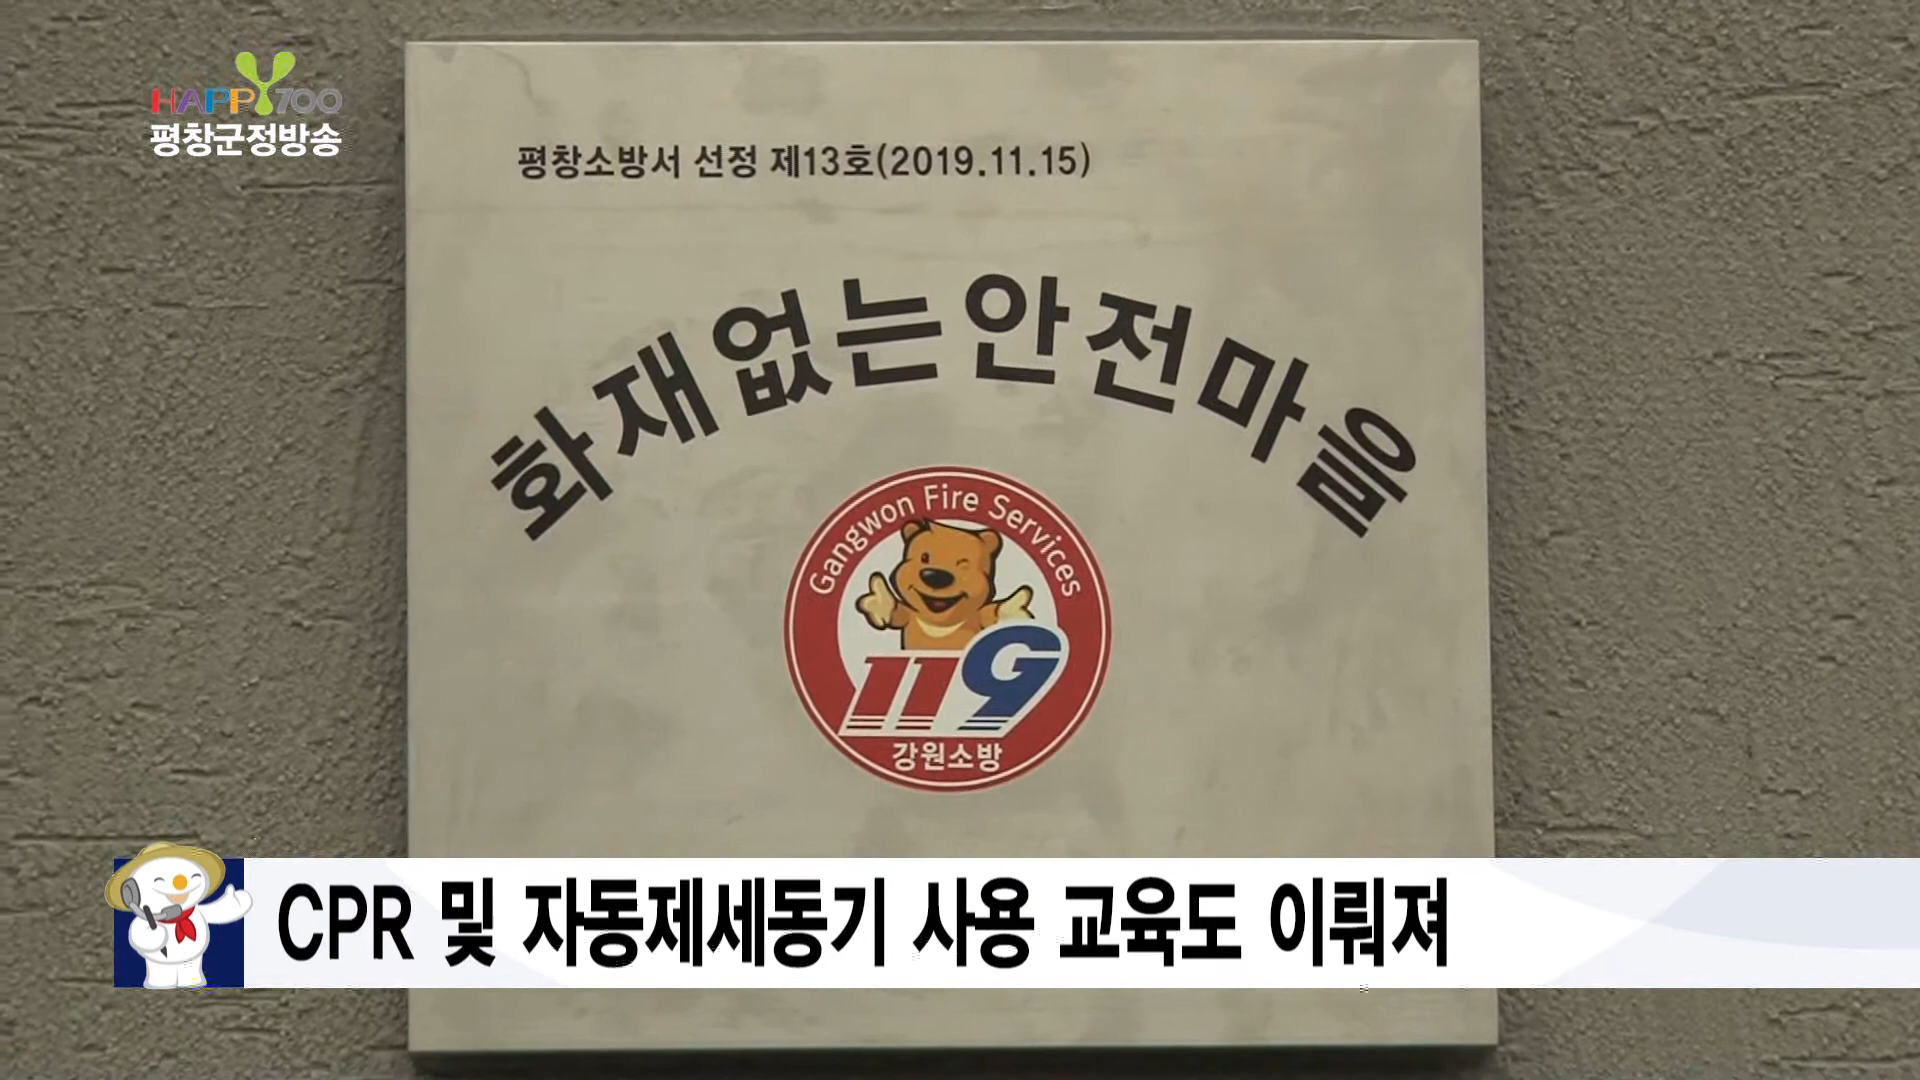 HAPPY700
평창군정방송
평창소방서 선정 제13호(2019.11.15)
화재없는안전마을
Gangwon Fire Services
119
강원소방
CPR 및 자동제세동기 사용 교육도 이뤄져